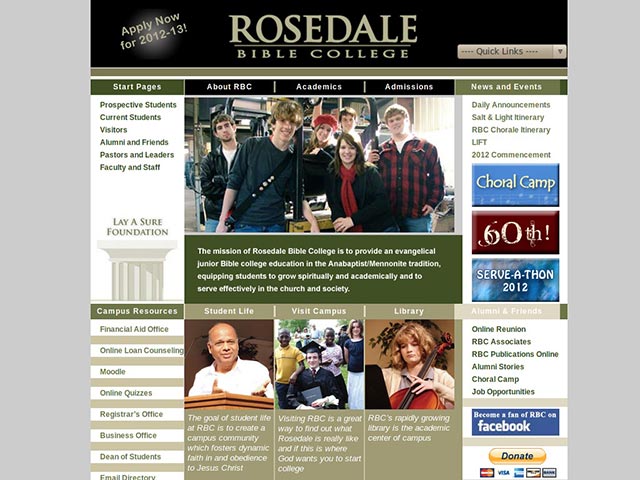 Apply Now
for 2012-13!
ROSEDALE
BIBLE COLLEGE
---- Quick Links ----
Start Pages
About RBC
Academics
Admissions
News and Events
Prospective Students
Current Students
Visitors
Alumni and Friends
Pastors and Leaders
Faculty and Staff
Daily Announcements
Salt & Light Itinerary
RBC Chorale Itinerary
LIFT
2012 Commencement
Choral Camp
60th!
SERVE-A-THON
2012
LAY A SURE
FOUNDATION
The mission of Rosedale Bible College is to provide an evangelical
junior Bible college education in the Anabaptist/Mennonite tradition,
equipping students to grow spiritually and academically and to
serve effectively in the church and society.
Campus Resources
Student Life
Visit Campus
Library
Alumni & Friends
Financial Aid Office
Online Loan Counseling
Moodle
Online Quizzes
Registrar's Office
Business Office
Dean of Students
Email Directory
The goal of student life
at RBC is to create a
campus community
which fosters dynamic
faith in and obedience
to Jesus Christ
Visiting RBC is a great
way to find out what
Rosedale is really like
and if this is where
God wants you to start
college
RBC's rapidly growing
library is the academic
center of campus
Online Reunion
RBC Associates
RBC Publications Online
Alumni Stories
Choral Camp
Job Opportunities
Become a fan of RBC on
facebook
Donate
VISA